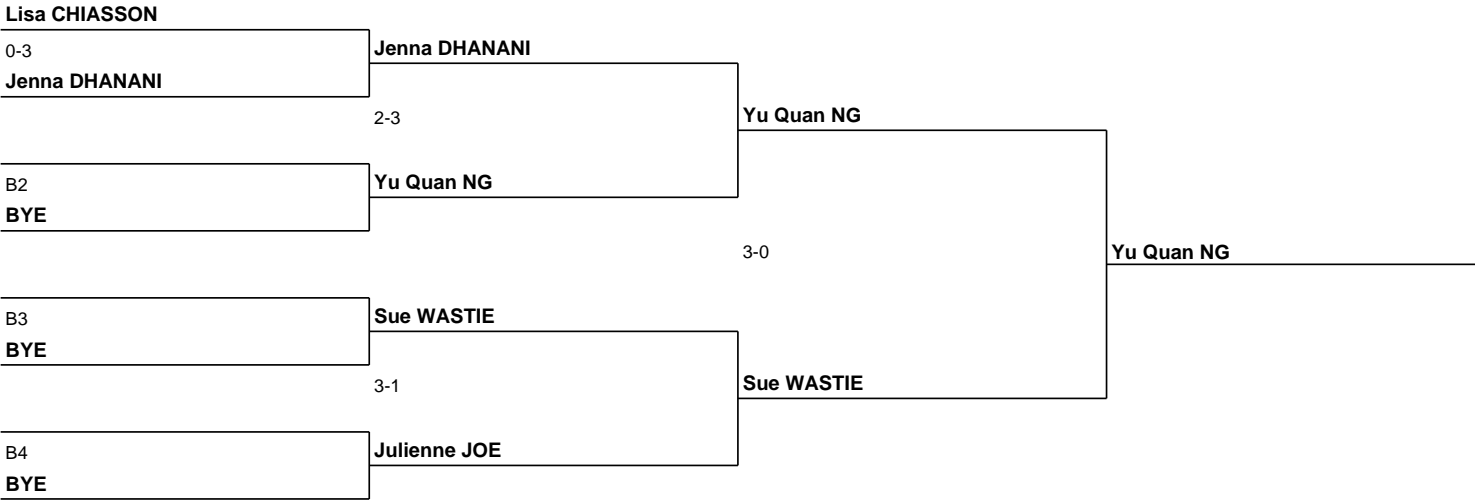 Lisa CHIASSON
0-3
Jenna DHANANI
B2
BYE
B3
BYE
B4
BYE
Jenna DHANANI
2-3
Yu Quan NG
Sue WASTIE
3-1
Julienne JOE
Yu Quan NG
3-0
Sue WASTIE
Yu Quan NG